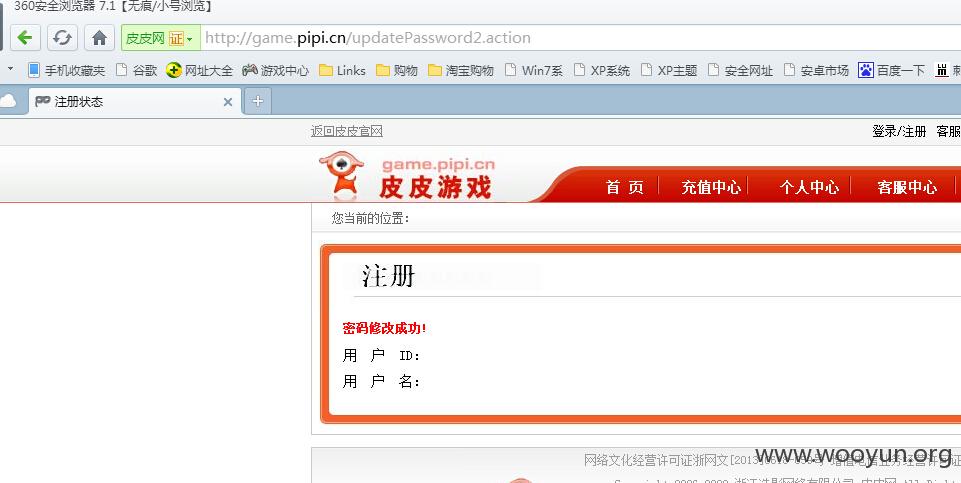 360安全浏览器 7.1【无痕/小号浏览】
皮皮网 证 http://game.pipi.cn/updatePassword2.action
手机收藏夹 谷歌 网址大全 游戏中心 Links 购物 淘宝购物 Win7系 XP系统 XP主题 安全网址 安卓市场 百度一下
注册状态
返回皮皮官网 登录/注册 客服
game.pipi.cn
皮皮游戏
首 页 充值中心 个人中心 客服中心
您当前的位置:
注册
密码修改成功!
用 户 ID:
用 户 名:
网络文化经营许可证浙网文[2013]
www.wooyun.org